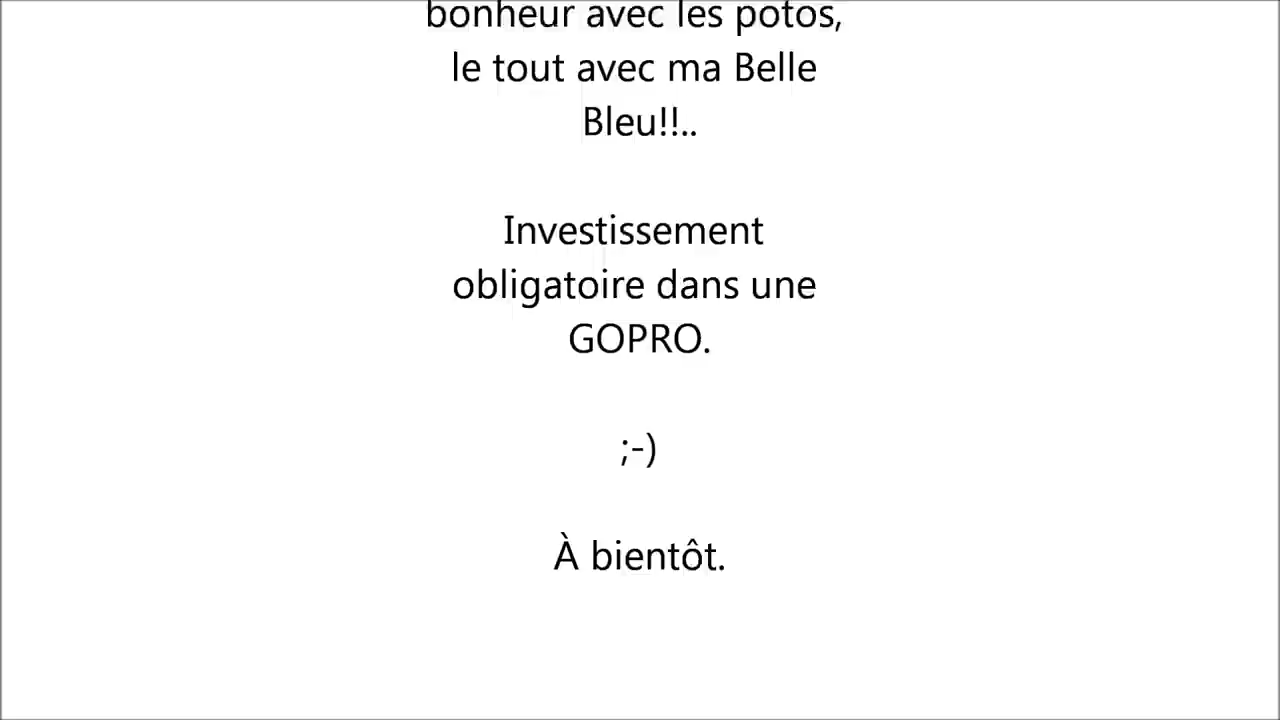 bonheur avec les potos,
le tout avec ma Belle
Bleu!!..
Investissement
obligatoire dans une
GOPRO.
;-)
À bientôt.